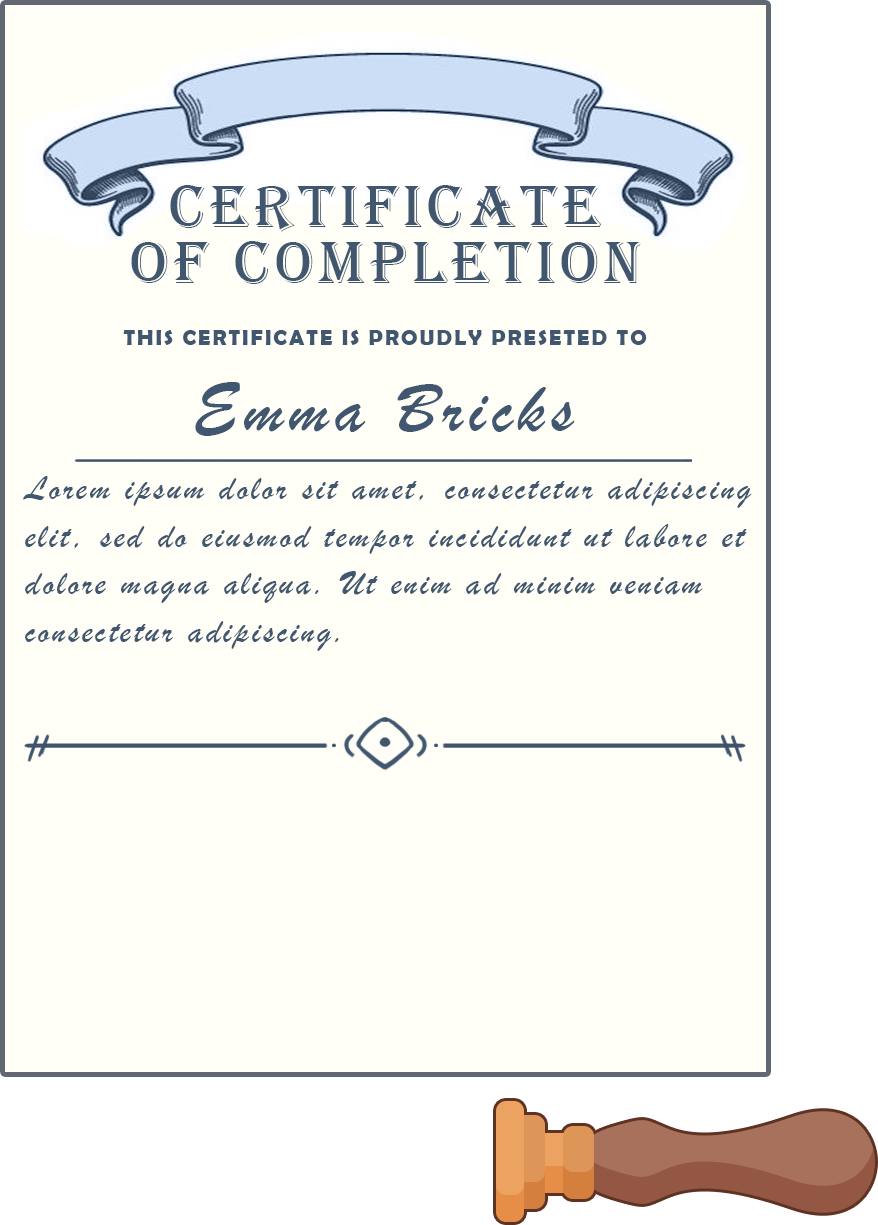 CERTIFICATE
OF COMPLETION
THIS CERTIFICATE IS PROUDLY PRESETED TO
Emma Bricks
Lorem ipsum dolor sit amet, consectetur adipiscing
elit, sed do eiusmod tempor incididunt ut labore et
dolore magna aliqua. Ut enim ad minim veniam
consectetur adipiscing,